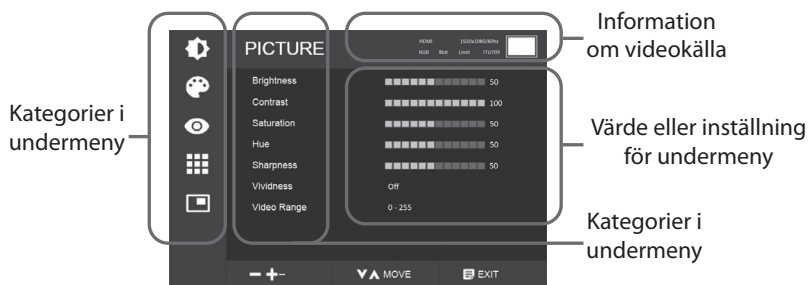 Information
om videokälla
PICTURE
HDMI 1920x1080/60hz
RGB 8bit Limit ITU709
Kategorier i
undermeny
Brightness 50
Contrast 100
Saturation 50
Hue 50
Sharpness 50
Vividness Off
Video Range 0 - 255
Värde eller inställning
för undermeny
Kategorier i
undermeny
MOVE EXIT